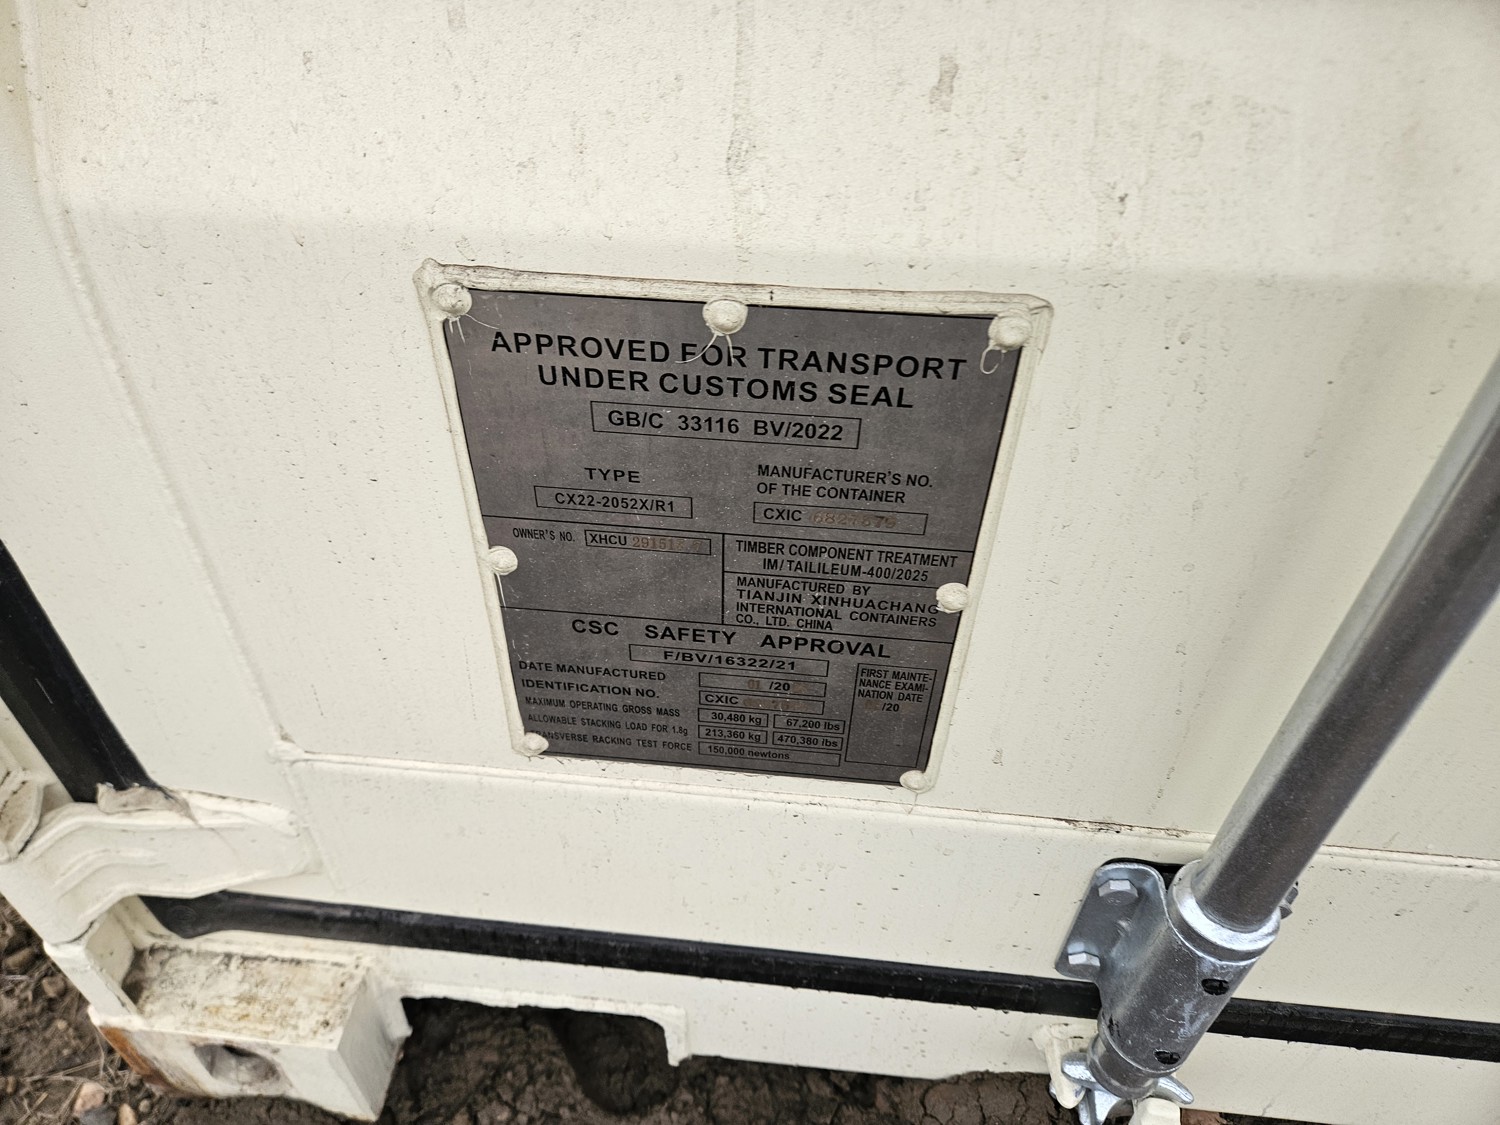 APPROVED FOR TRANSPORT
UNDER CUSTOMS SEAL
GB/C 33116 BV/2022
TYPE
CX22-2052X/R1
MANUFACTURER'S NO.
OF THE CONTAINER
CXIC
OWNER'S NO. XHCU
TIMBER COMPONENT TREATMENT
IM/TAILILEUM-400/2025
MANUFACTURED BY
TIANJIN XINHUACHANG
INTERNATIONAL CONTAINERS
CO., LTD. CHINA
CSC SAFETY APPROVAL
F/BV/16322/21
DATE MANUFACTURED /20
IDENTIFICATION NO. CXIC
MAXIMUM OPERATING GROSS MASS 30,480 kg 67,200 lbs
ALLOWABLE STACKING LOAD FOR 1.8g 213,360 kg 470,380 lbs
TRANSVERSE RACKING TEST FORCE 150,000 newtons
FIRST MAINTE-
NANCE EXAMI-
NATION DATE
/20